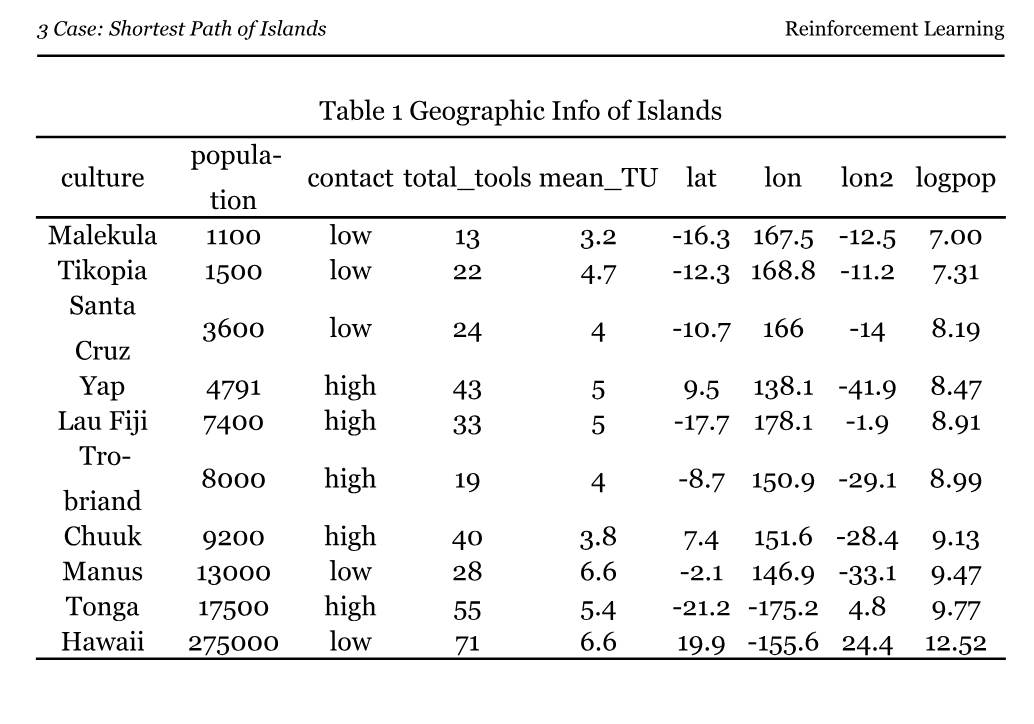 3 Case: Shortest Path of Islands Reinforcement Learning
Table 1 Geographic Info of Islands
culture popula-
tion contact total_tools mean_TU lat lon lon2 logpop
Malekula 1100 low 13 3.2 -16.3 167.5 -12.5 7.00
Tikopia 1500 low 22 4.7 -12.3 168.8 -11.2 7.31
Santa
Cruz 3600 low 24 4 -10.7 166 -14 8.19
Yap 4791 high 43 5 9.5 138.1 -41.9 8.47
Lau Fiji 7400 high 33 5 -17.7 178.1 -1.9 8.91
Tro-
briand 8000 high 19 4 -8.7 150.9 -29.1 8.99
Chuuk 9200 high 40 3.8 7.4 151.6 -28.4 9.13
Manus 13000 low 28 6.6 -2.1 146.9 -33.1 9.47
Tonga 17500 high 55 5.4 -21.2 -175.2 4.8 9.77
Hawaii 275000 low 71 6.6 19.9 -155.6 24.4 12.52